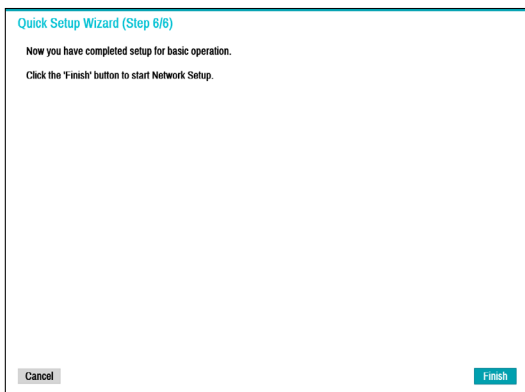 Quick Setup Wizard (Step 6/6)
Now you have completed setup for basic operation.
Click the 'Finish' button to start Network Setup.
Cancel
Finish